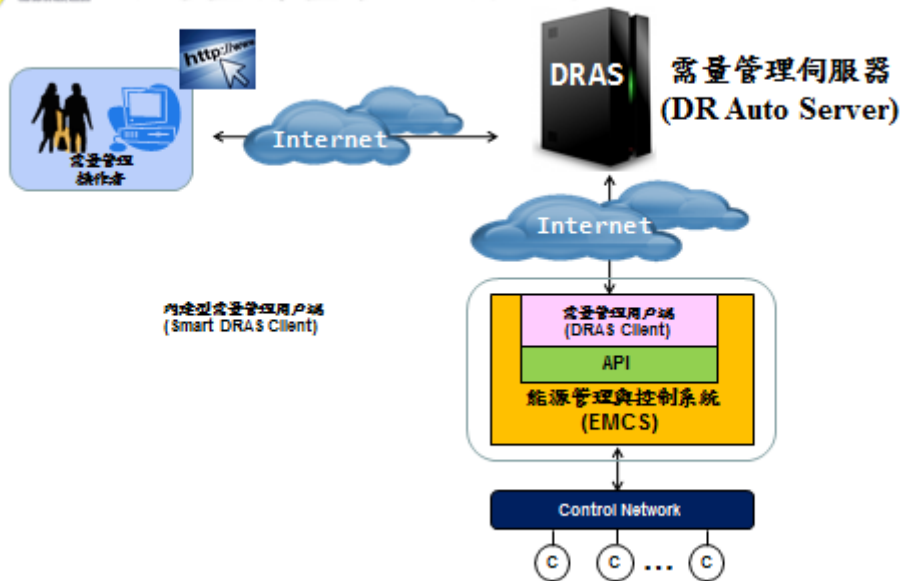 http://www
DRAS
需量管理伺服器
(DR Auto Server)
Internet
需量管理
操作者
Internet
內建型需量管理用戶端
(Smart DRAS Client)
需量管理用戶端
(DRAS Client)
API
能源管理與控制系統
(EMCS)
Control Network
C
C
...
C